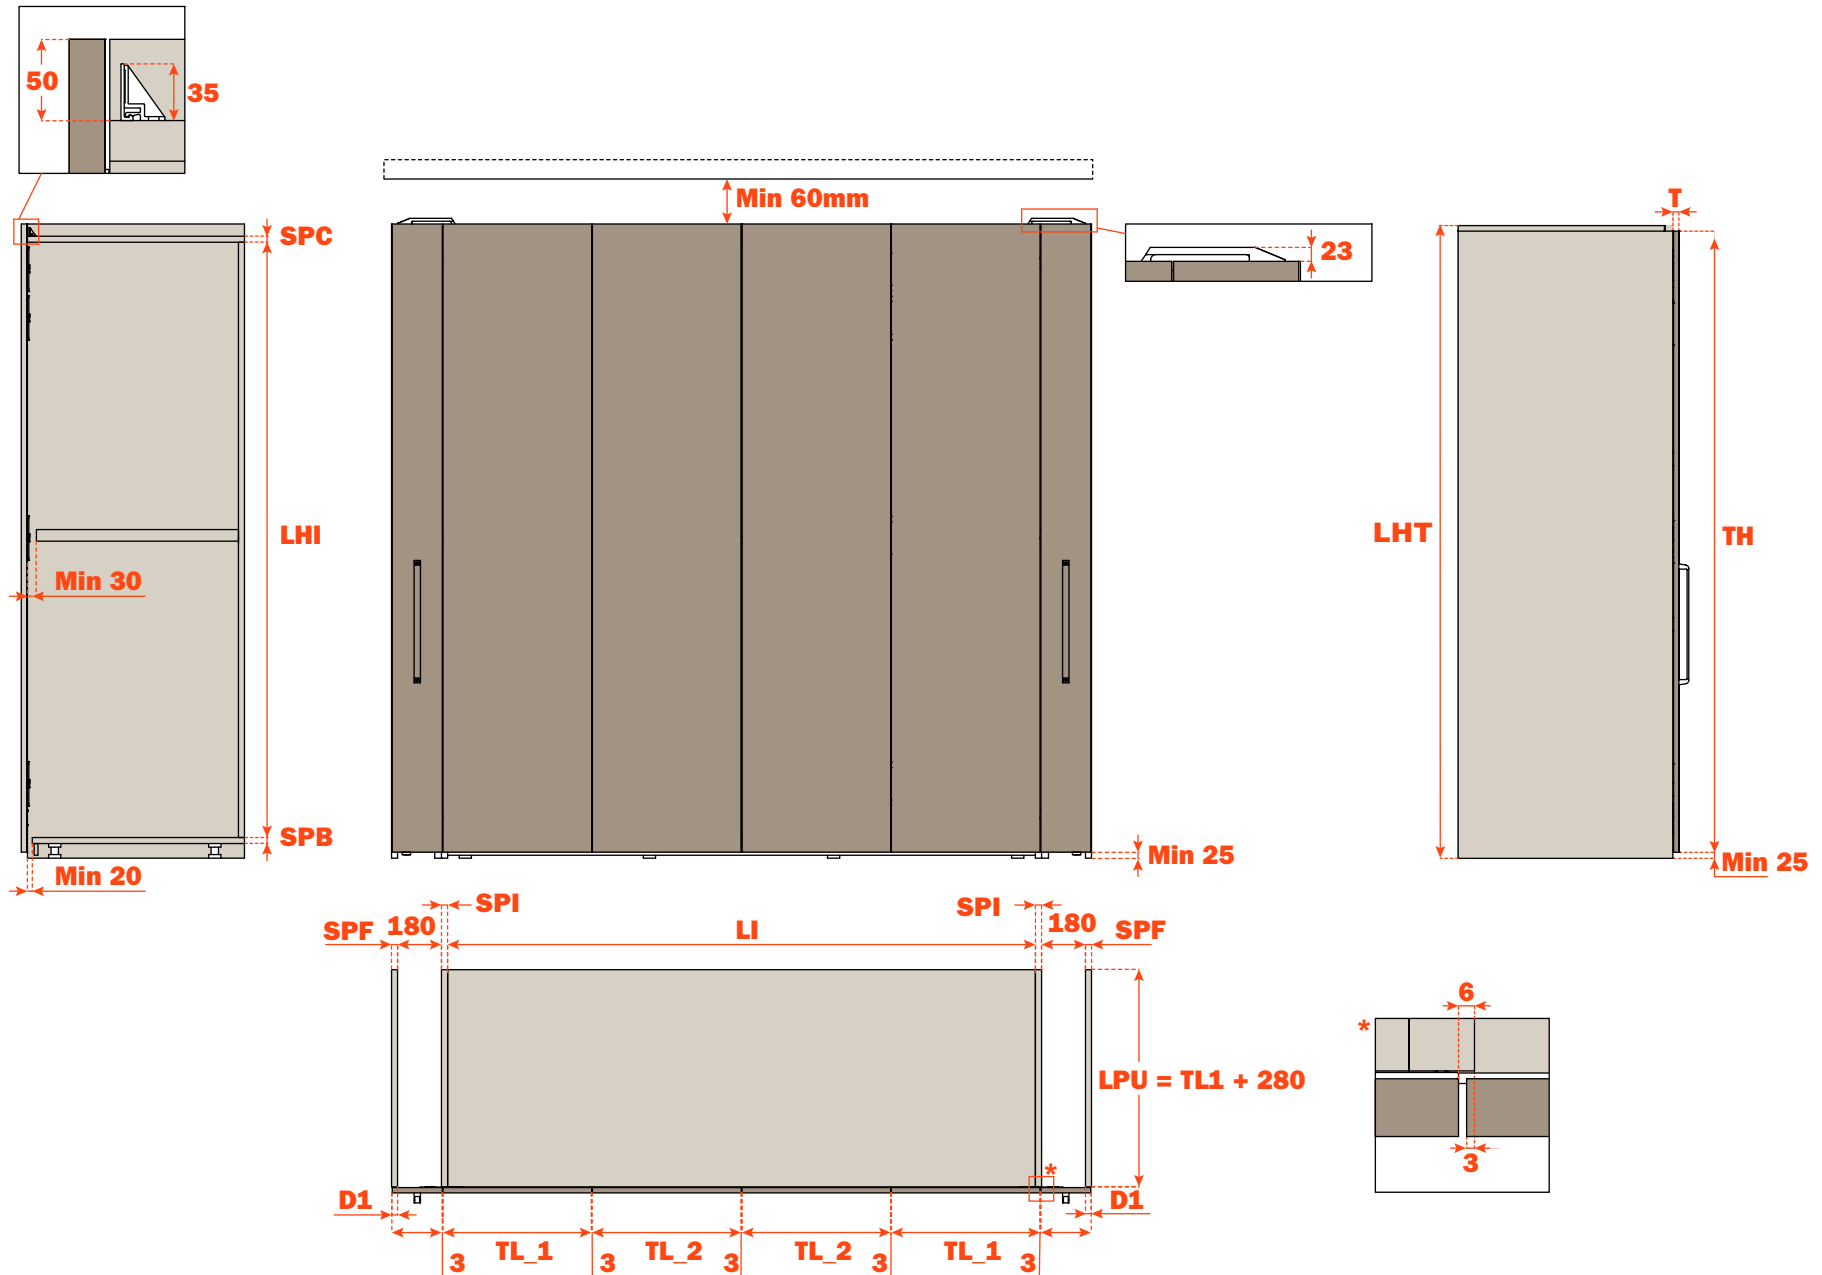 50
35
Min 60mm
T
SPC
23
LHI
LHT
TH
Min 30
SPB
Min 25
Min 25
Min 20
SPI
SPI
SPF
180
LI
180
SPF
6
*
LPU = TL1 + 280
*
3
D1
D1
3
TL_1
3
TL_2
3
TL_2
3
TL_1
3